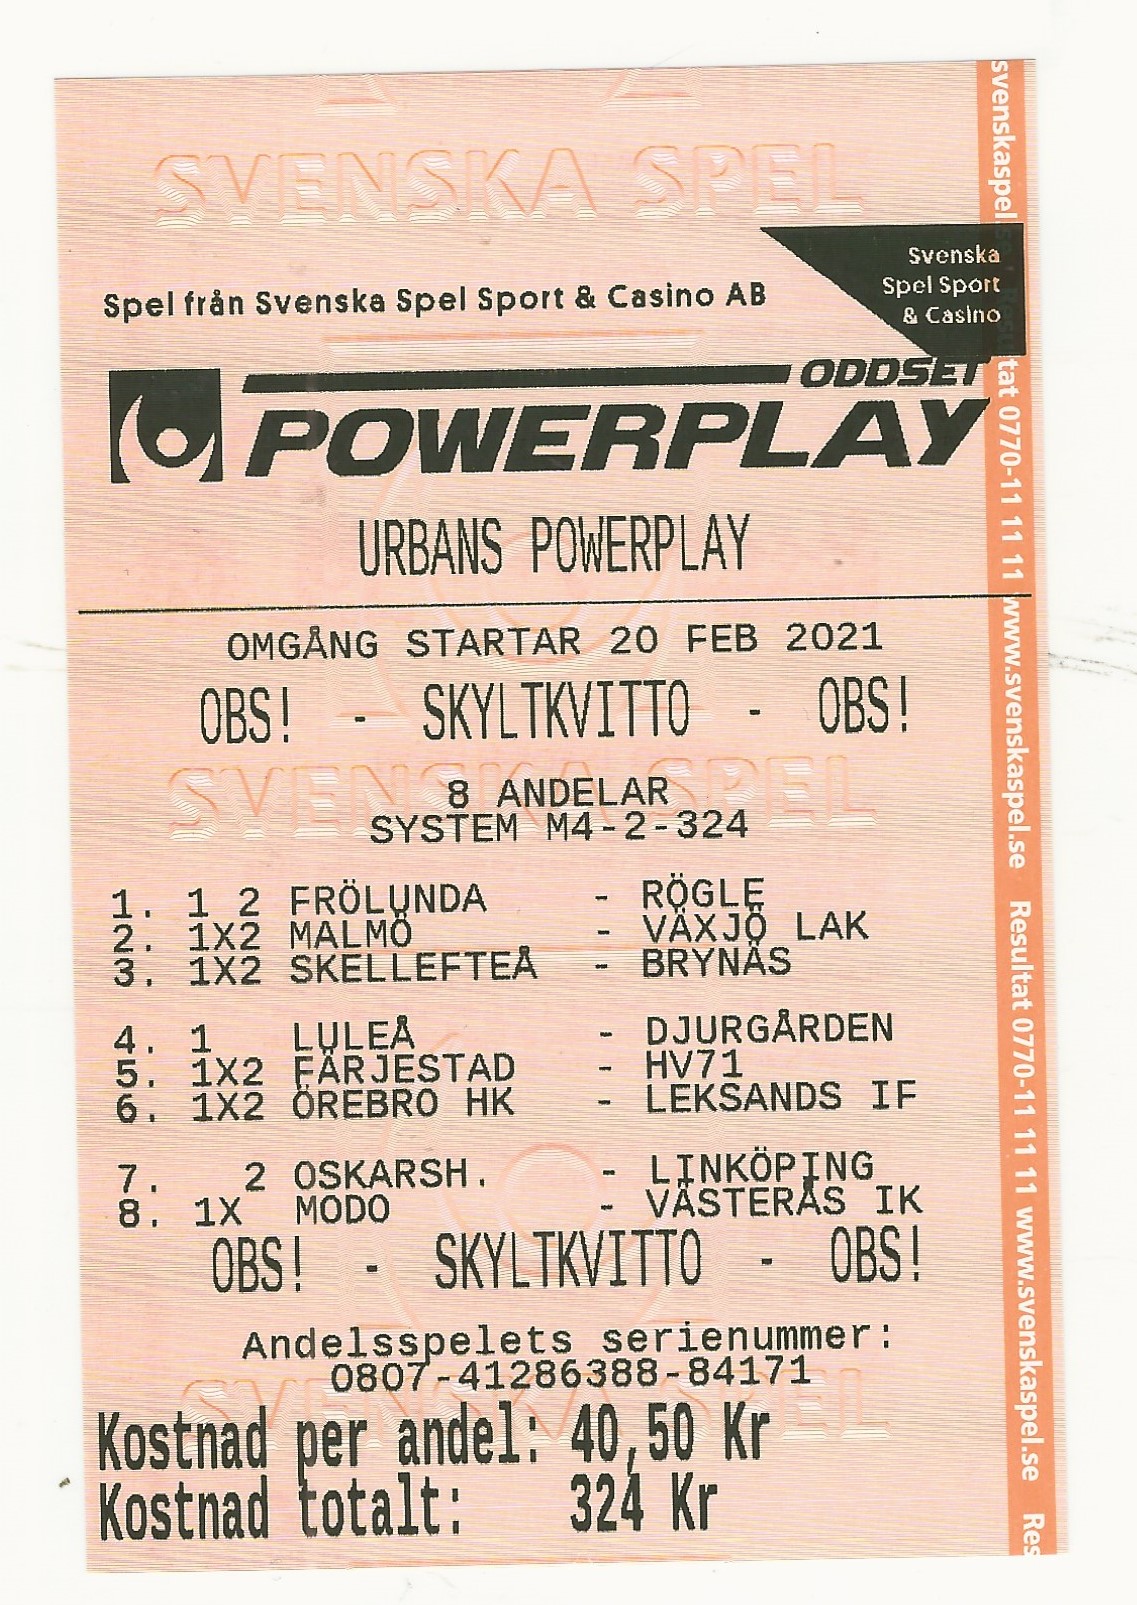 SVENSKA SPEL
Svenska
Spel Sport
& Casino
Spel från Svenska Spel Sport & Casino AB
ODDSET
POWERPLAY
URBANS POWERPLAY
OMGÅNG STARTAR 20 FEB 2021
OBS! - SKYLTKVITTO - OBS!
SVENSKA SPEL
8 ANDELAR
SYSTEM M4-2-324
1. 1 2 FRÖLUNDA - RÖGLE
2. 1X2 MALMÖ - VÄXJÖ LAK
3. 1X2 SKELLEFTEÅ - BRYNÄS
4. 1 LULEÅ - DJURGÅRDEN
5. 1X2 FÄRJESTAD - HV71
6. 1X2 ÖREBRO HK - LEKSANDS IF
7. 2 OSKARSH. - LINKÖPING
8. 1X MODO - VÄSTERÅS IK
OBS! - SKYLTKVITTO - OBS!
Andelsspelets serienummer:
0807-41286388-84171
SVENSKA SPEL
Kostnad per andel: 40,50 Kr
Kostnad totalt: 324 Kr
svenskaspel.se Resultat 0770-11 11 11 www.svenskaspel.se Resultat 0770-11 11 11 www.svenskaspel.se Res